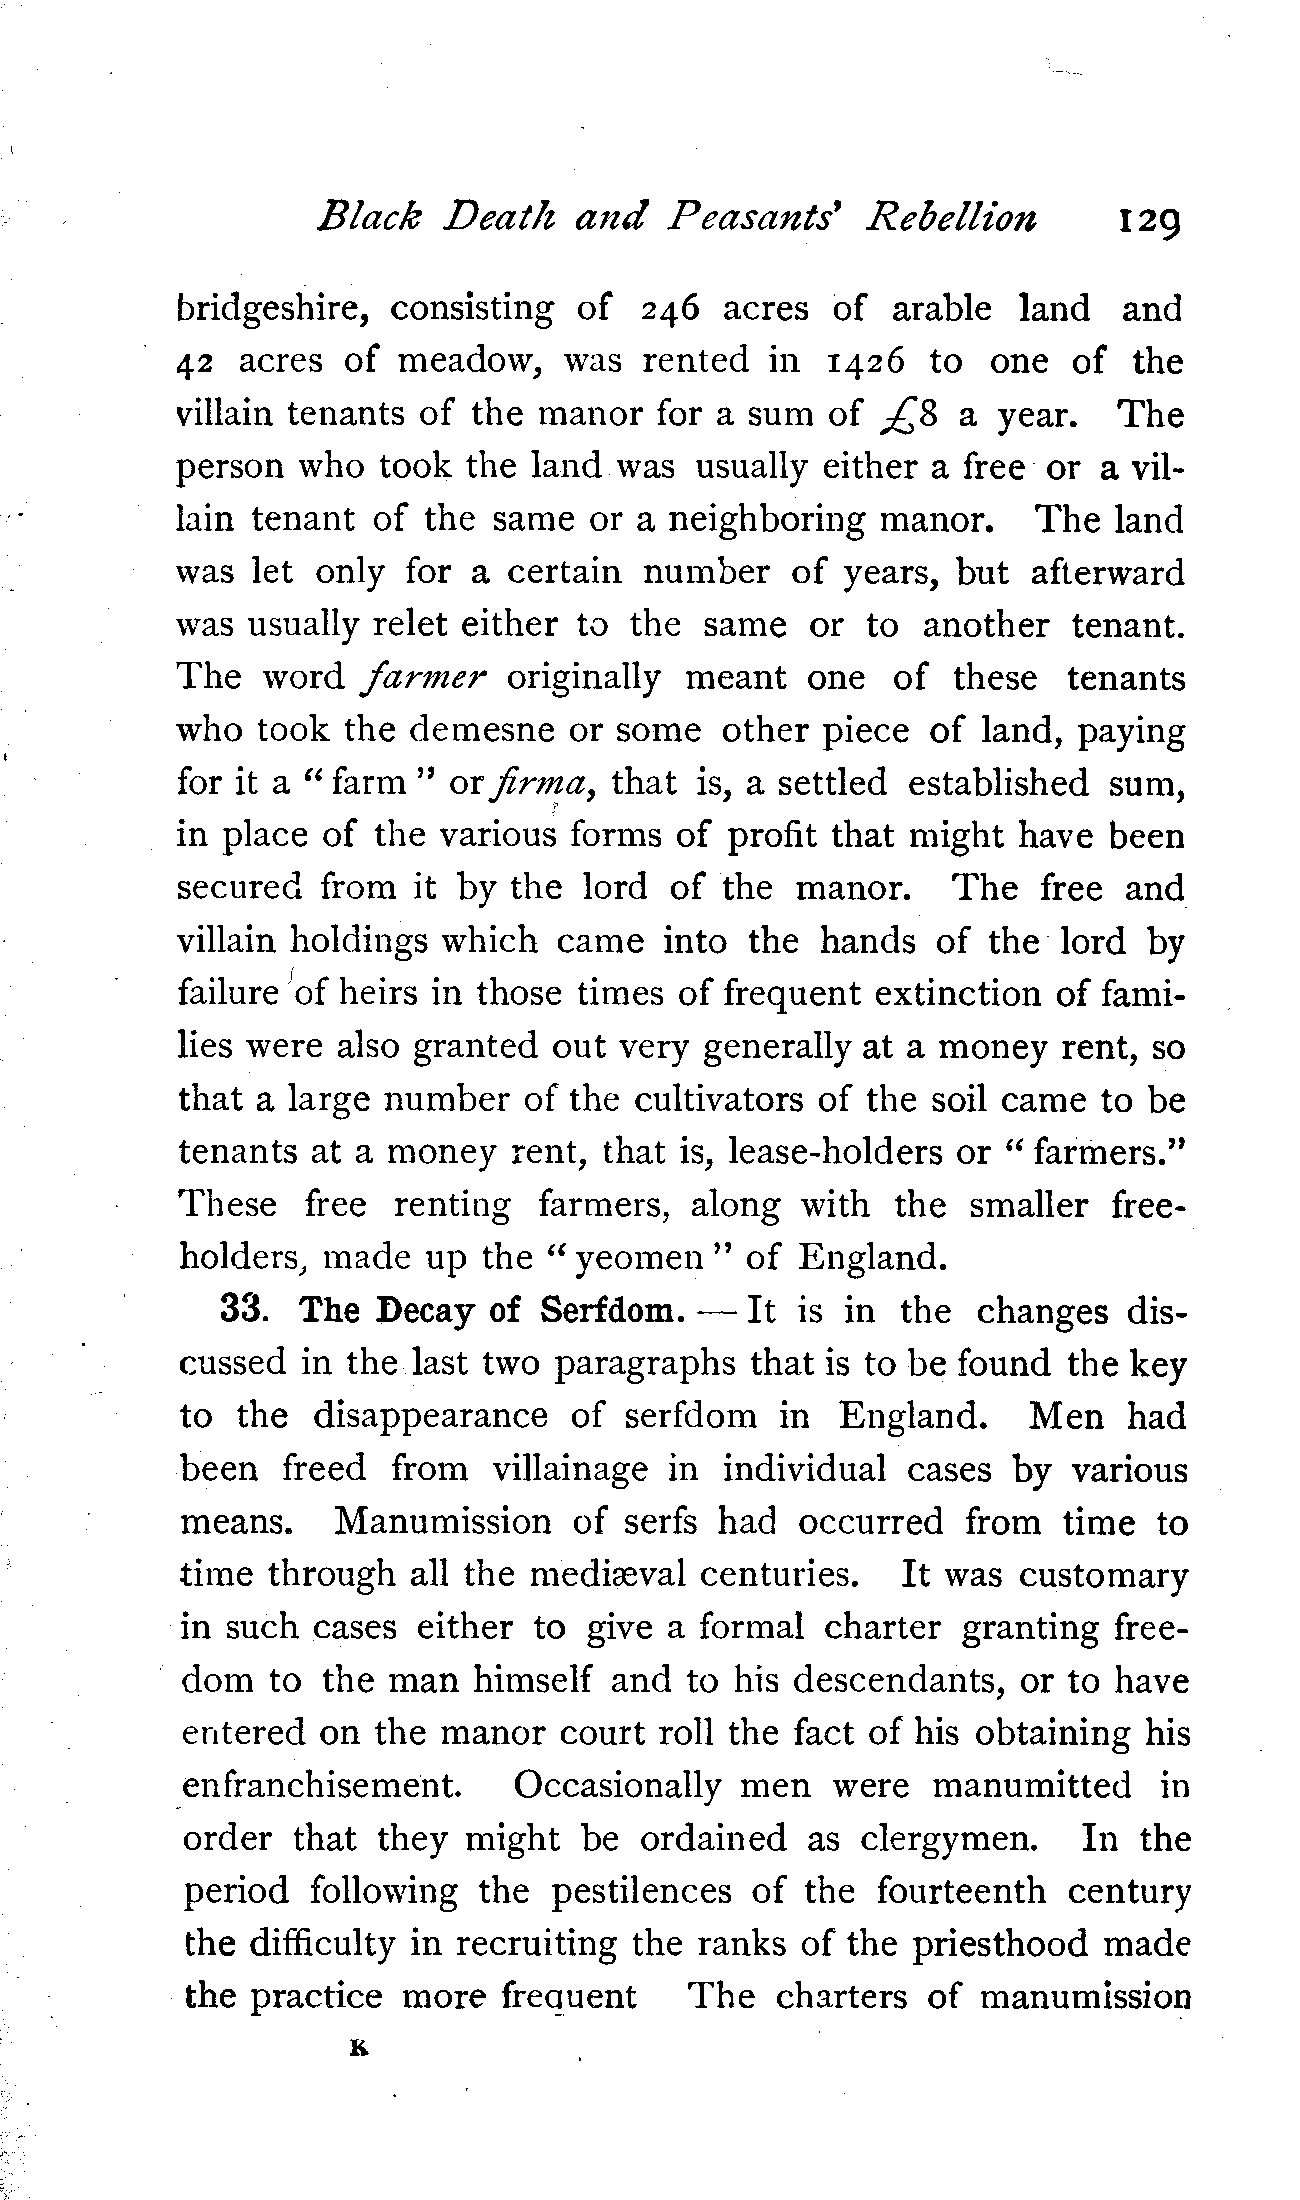 Black Death and Peasants' Rebellion 129
bridgeshire, consisting of 246 acres of arable land and
42 acres of meadow, was rented in 1426 to one of the
villain tenants of the manor for a sum of £8 a year. The
person who took the land was usually either a free or a vil-
lain tenant of the same or a neighboring manor. The land
was let only for a certain number of years, but afterward
was usually relet either to the same or to another tenant.
The word farmer originally meant one of these tenants
who took the demesne or some other piece of land, paying
for it a “ farm ” or firma, that is, a settled established sum,
in place of the various forms of profit that might have been
secured from it by the lord of the manor. The free and
villain holdings which came into the hands of the lord by
failure of heirs in those times of frequent extinction of fami-
lies were also granted out very generally at a money rent, so
that a large number of the cultivators of the soil came to be
tenants at a money rent, that is, lease-holders or “ farmers.”
These free renting farmers, along with the smaller free-
holders, made up the “ yeomen ” of England.
33. The Decay of Serfdom. — It is in the changes dis-
cussed in the last two paragraphs that is to be found the key
to the disappearance of serfdom in England. Men had
been freed from villainage in individual cases by various
means. Manumission of serfs had occurred from time to
time through all the mediæval centuries. It was customary
in such cases either to give a formal charter granting free-
dom to the man himself and to his descendants, or to have
entered on the manor court roll the fact of his obtaining his
enfranchisement. Occasionally men were manumitted in
order that they might be ordained as clergymen. In the
period following the pestilences of the fourteenth century
the difficulty in recruiting the ranks of the priesthood made
the practice more frequent The charters of manumission
K